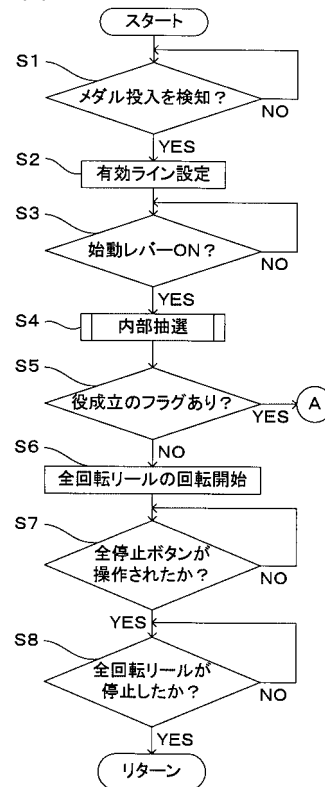 スタート
S1
メダル投入を検知？
NO
YES
S2
有効ライン設定
S3
始動レバーON？
NO
YES
S4
内部抽選
S5
役成立のフラグあり？
YES
A
NO
S6
全回転リールの回転開始
S7
全停止ボタンが
操作されたか？
NO
YES
S8
全回転リールが
停止したか？
NO
YES
リターン